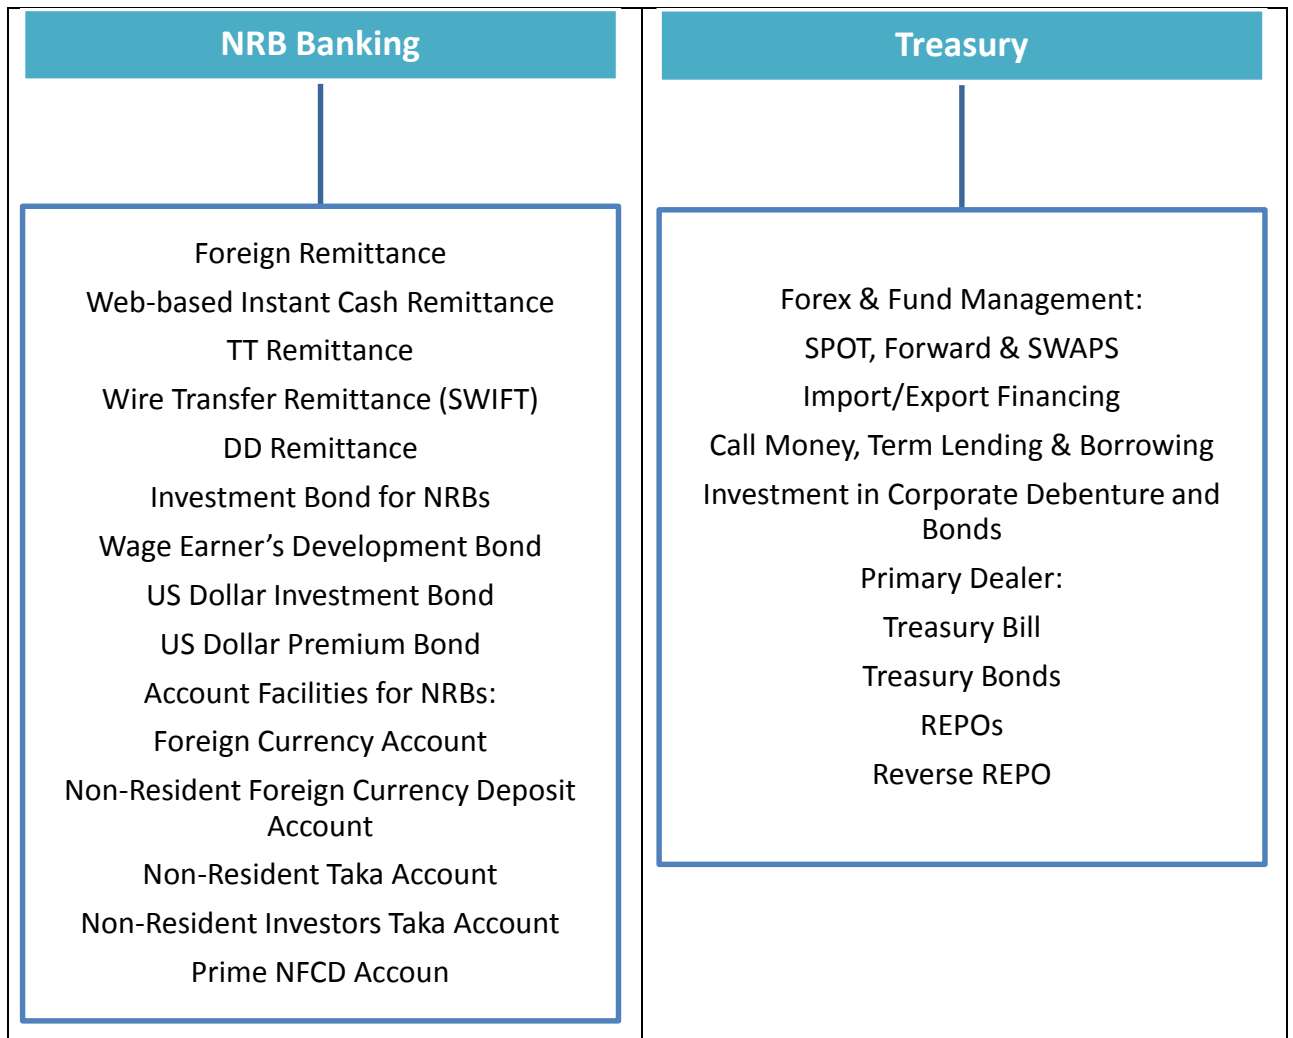 NRB Banking
Foreign Remittance
Web-based Instant Cash Remittance
TT Remittance
Wire Transfer Remittance (SWIFT)
DD Remittance
Investment Bond for NRBs
Wage Earner’s Development Bond
US Dollar Investment Bond
US Dollar Premium Bond
Account Facilities for NRBs:
Foreign Currency Account
Non-Resident Foreign Currency Deposit
Account
Non-Resident Taka Account
Non-Resident Investors Taka Account
Prime NFCD Accoun
Treasury
Forex & Fund Management:
SPOT, Forward & SWAPS
Import/Export Financing
Call Money, Term Lending & Borrowing
Investment in Corporate Debenture and
Bonds
Primary Dealer:
Treasury Bill
Treasury Bonds
REPOs
Reverse REPO